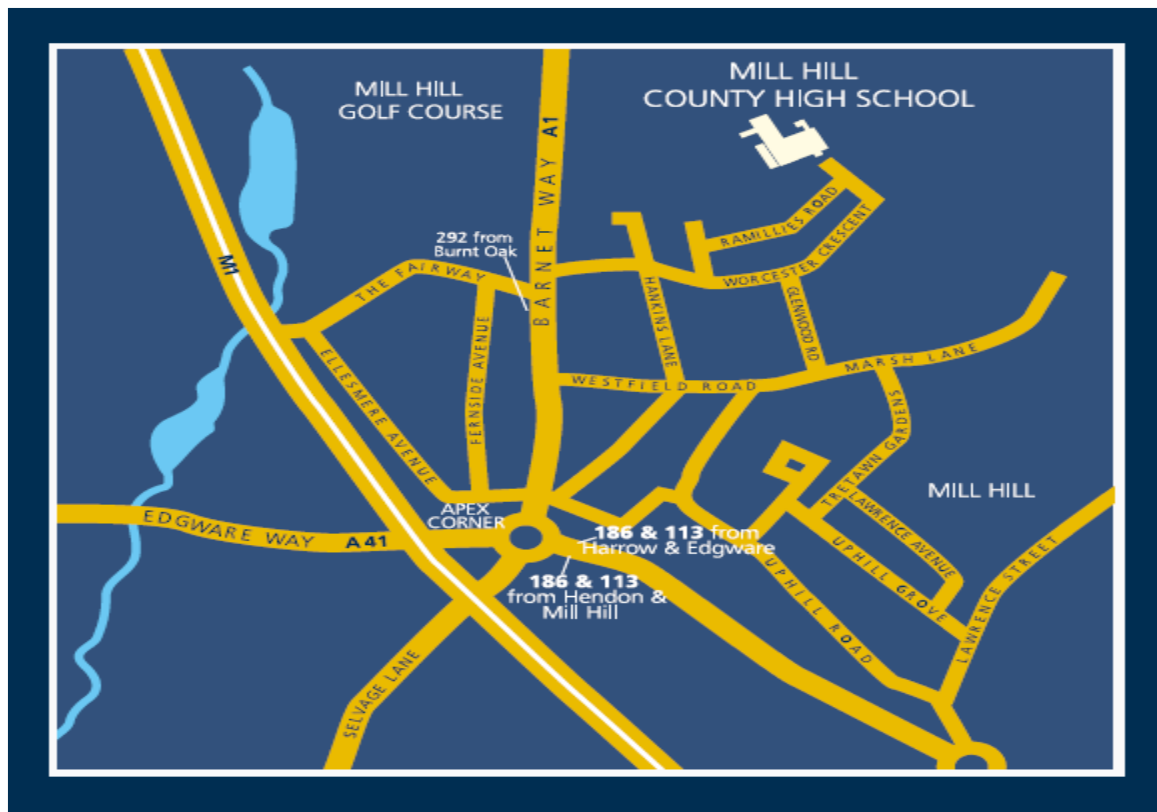 MILL HILL
COUNTY HIGH SCHOOL
MILL HILL
GOLF COURSE
BARNET WAY A1
M1
292 from
Burnt Oak
THE FAIRWAY
RAMILLIES ROAD
WORCESTER CRESCENT
HANKINS LANE
GLENWOOD RD
FERNSIDE AVENUE
ELLESMERE AVENUE
WESTFIELD ROAD
MARSH LANE
TRETAWN GARDENS
LAWRENCE AVENUE
MILL HILL
APEX
CORNER
EDGWARE WAY A41
186 & 113 from
Harrow & Edgware
186 & 113
from Hendon &
Mill Hill
UPHILL GROVE
UPHILL ROAD
LAWRENCE STREET
SELVAGE LANE